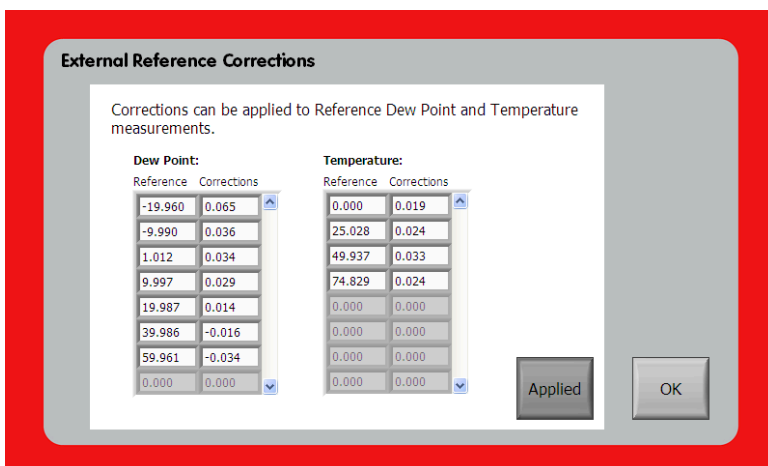 External Reference Corrections
Corrections can be applied to Reference Dew Point and Temperature
measurements.
Dew Point: Temperature:
Reference Corrections Reference Corrections
-19.960 0.065 0.000 0.019
-9.990 0.036 25.028 0.024
1.012 0.034 49.937 0.033
9.997 0.029 74.829 0.024
19.987 0.014 0.000 0.000
39.986 -0.016 0.000 0.000
59.961 -0.034 0.000 0.000
0.000 0.000 0.000 0.000
Applied OK